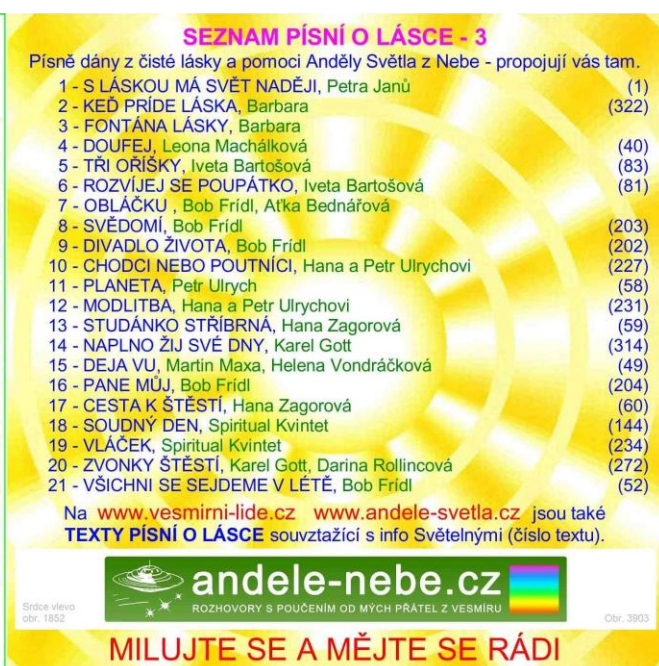 SEZNAM PÍSNÍ O LÁSCE - 3
Písně dány z čisté lásky a pomoci Anděly Světla z Nebe - propojují vás tam.
1 - S LÁSKOU MÁ SVĚT NADĚJI, Petra Janů (1)
2 - KEĎ PRÍDE LÁSKA, Barbara (322)
3 - FONTÁNA LÁSKY, Barbara
4 - DOUFEJ, Leona Machálková (40)
5 - TŘI OŘÍŠKY, Iveta Bartošová (83)
6 - ROZVÍJEJ SE POUPÁTKO, Iveta Bartošová (81)
7 - OBLÁČKU , Bob Frídl, Aťka Bednářová
8 - SVĚDOMÍ, Bob Frídl (203)
9 - DIVADLO ŽIVOTA, Bob Frídl (202)
10 - CHODCI NEBO POUTNÍCI, Hana a Petr Ulrychovi (227)
11 - PLANETA, Petr Ulrych (58)
12 - MODLITBA, Hana a Petr Ulrychovi (231)
13 - STUDÁNKO STŘÍBRNÁ, Hana Zagorová (59)
14 - NAPLNO ŽIJ SVÉ DNY, Karel Gott (314)
15 - DEJA VU, Martin Maxa, Helena Vondráčková (49)
16 - PANE MŮJ, Bob Frídl (204)
17 - CESTA K ŠTĚSTÍ, Hana Zagorová (60)
18 - SOUDNÝ DEN, Spiritual Kvintet (144)
19 - VLÁČEK, Spiritual Kvintet (234)
20 - ZVONKY ŠTĚSTÍ, Karel Gott, Darina Rollincová (272)
21 - VŠICHNI SE SEJDEME V LÉTĚ, Bob Frídl (52)
Na www.vesmirni-lide.cz www.andele-svetla.cz jsou také
TEXTY PÍSNÍ O LÁSCE souvztažící s info Světelnými (číslo textu).
andele-nebe.cz
ROZHOVORY S POUČENÍM OD MÝCH PŘÁTEL Z VESMÍRU
Srdce vlevo
obr. 1852
Obr. 3903
MILUJTE SE A MĚJTE SE RÁDI